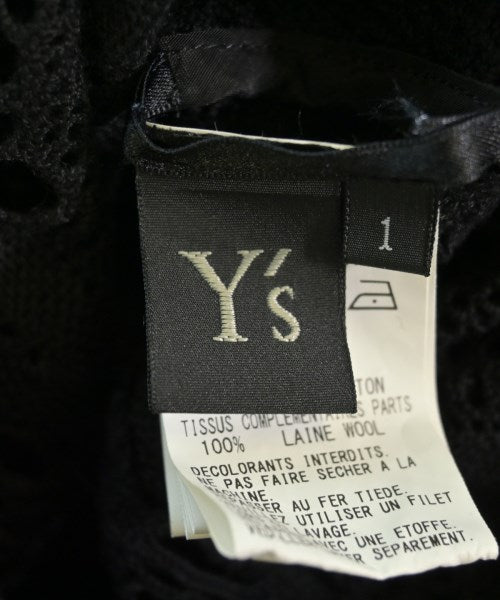 Y's
1
TISSUS COMPLEMENTAIRES PARTS
100% LAINE WOOL
DECOLORANTS INTERDITS.
NE PAS FAIRE SECHER A LA
MACHINE.
AU FER TIEDE.
UTILISER UN FILET
LAVAGE.
AVEC UNE ETOFFE.
SEPAREMENT.